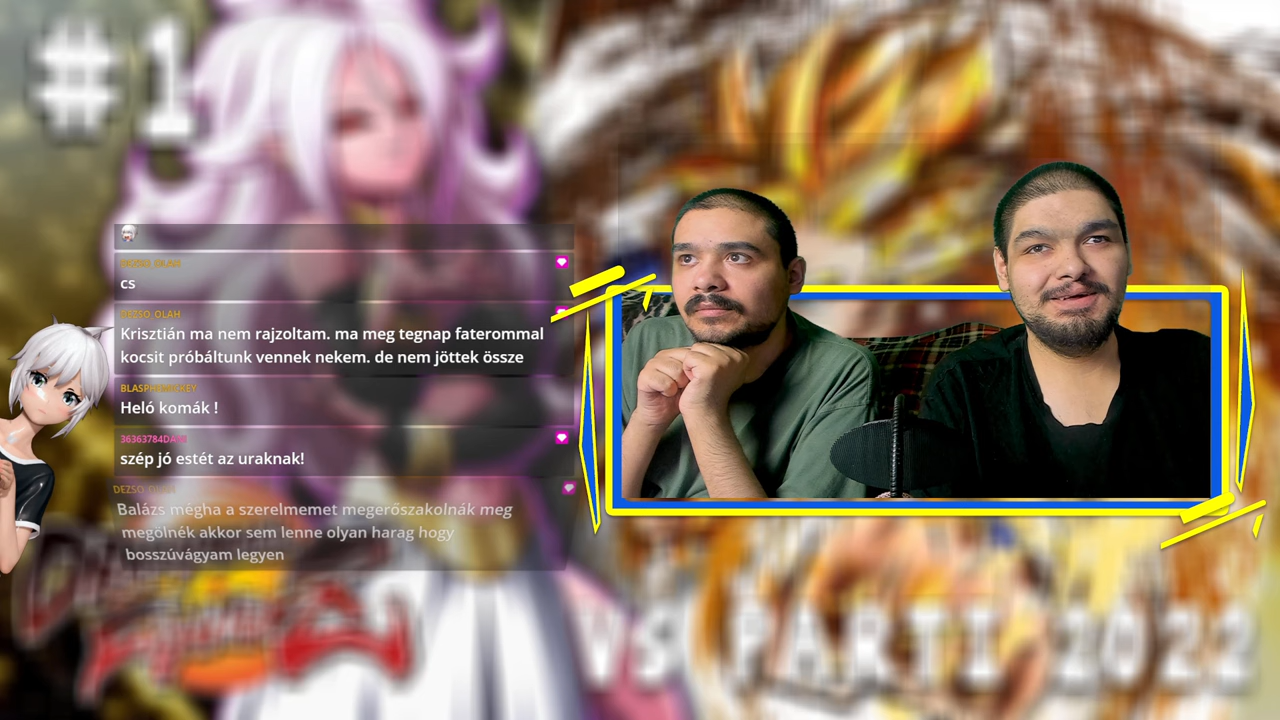 #1
DEZSO_OLAH
cs
DEZSO_OLAH
Krisztián ma nem rajzoltam. ma meg tegnap faterommal
kocsit próbáltunk vennek nekem. de nem jöttek össze
Heló komák !
szép jó estét az uraknak!
Balázs mégha a szerelmemet megerőszakolnák meg
megölnék akkor sem lenne olyan harag hogy
bosszúvágyam legyen
VS PARTI 2022